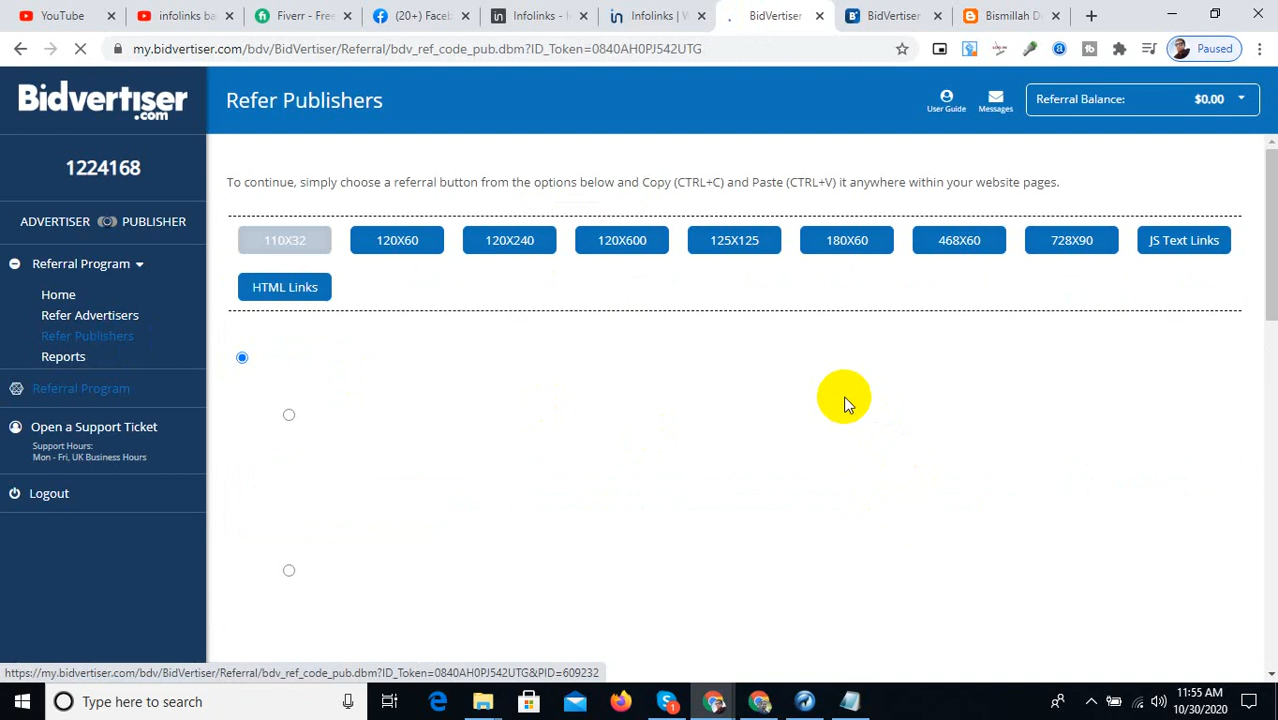 YouTube
infolinks ba
Fiverr - Free
(20+) Faceb
Infolinks - I
Infolinks | W
BidVertiser
BidVertiser
Bismillah D
my.bidvertiser.com/bdv/BidVertiser/Referral/bdv_ref_code_pub.dbm?ID_Token=0840AH0PJ542UTG
Paused
Bidvertiser
.com
Refer Publishers
User Guide
Messages
Referral Balance: $0.00
1224168
ADVERTISER PUBLISHER
Referral Program
Home
Refer Advertisers
Refer Publishers
Reports
Referral Program
Open a Support Ticket
Support Hours:
Mon - Fri, UK Business Hours
Logout
To continue, simply choose a referral button from the options below and Copy (CTRL+C) and Paste (CTRL+V) it anywhere within your website pages.
110X32 120X60 120X240 120X600 125X125 180X60 468X60 728X90 JS Text Links
HTML Links
https://my.bidvertiser.com/bdv/BidVertiser/Referral/bdv_ref_code_pub.dbm?ID_Token=0840AH0PJ542UTG&PID=609232
Type here to search
11:55 AM
10/30/2020